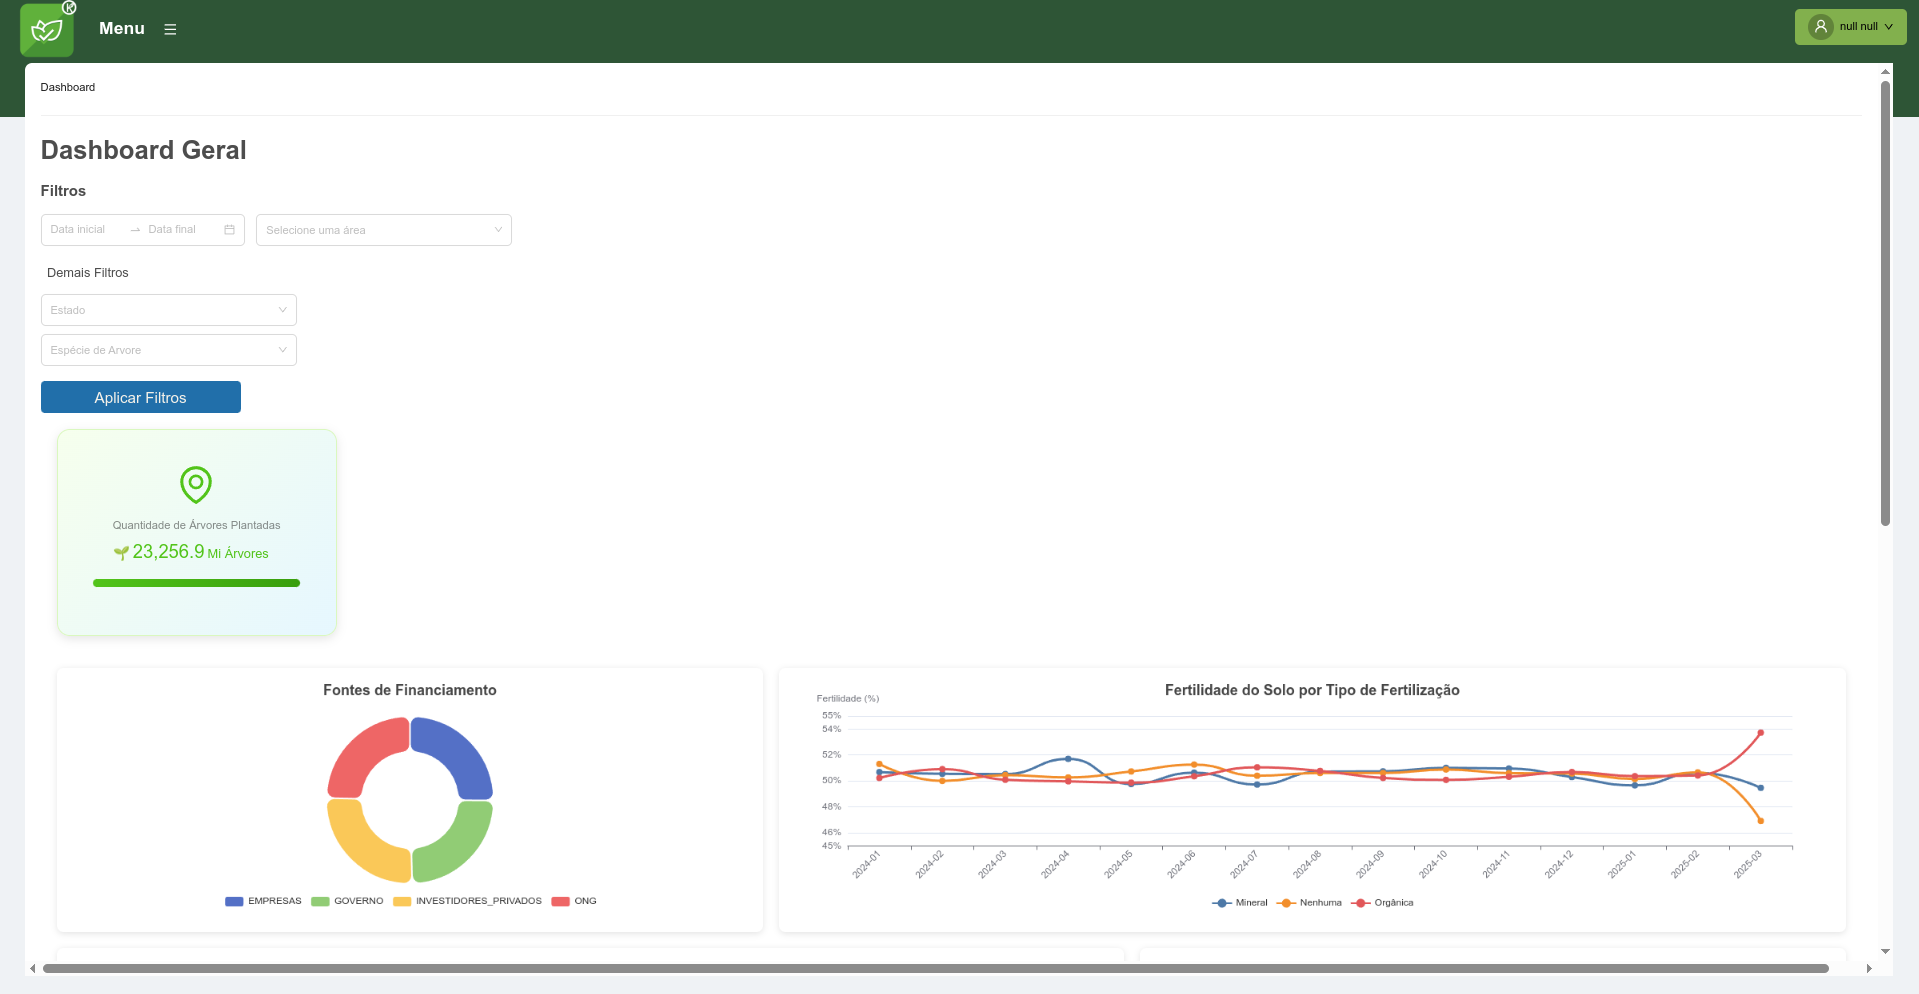 Menu
null null
Dashboard
Dashboard Geral
Filtros
Data inicial → Data final
Selecione uma área
Demais Filtros
Estado
Espécie de Arvore
Aplicar Filtros
Quantidade de Árvores Plantadas
23,256.9 Mi Árvores
Fontes de Financiamento
EMPRESAS GOVERNO INVESTIDORES_PRIVADOS ONG
Fertilidade do Solo por Tipo de Fertilização
Fertilidade (%)
55%
54%
52%
50%
48%
46%
45%
2024-01 2024-02 2024-03 2024-04 2024-05 2024-06 2024-07 2024-08 2024-09 2024-10 2024-11 2024-12 2025-01 2025-02 2025-03
Mineral Nenhuma Orgânica